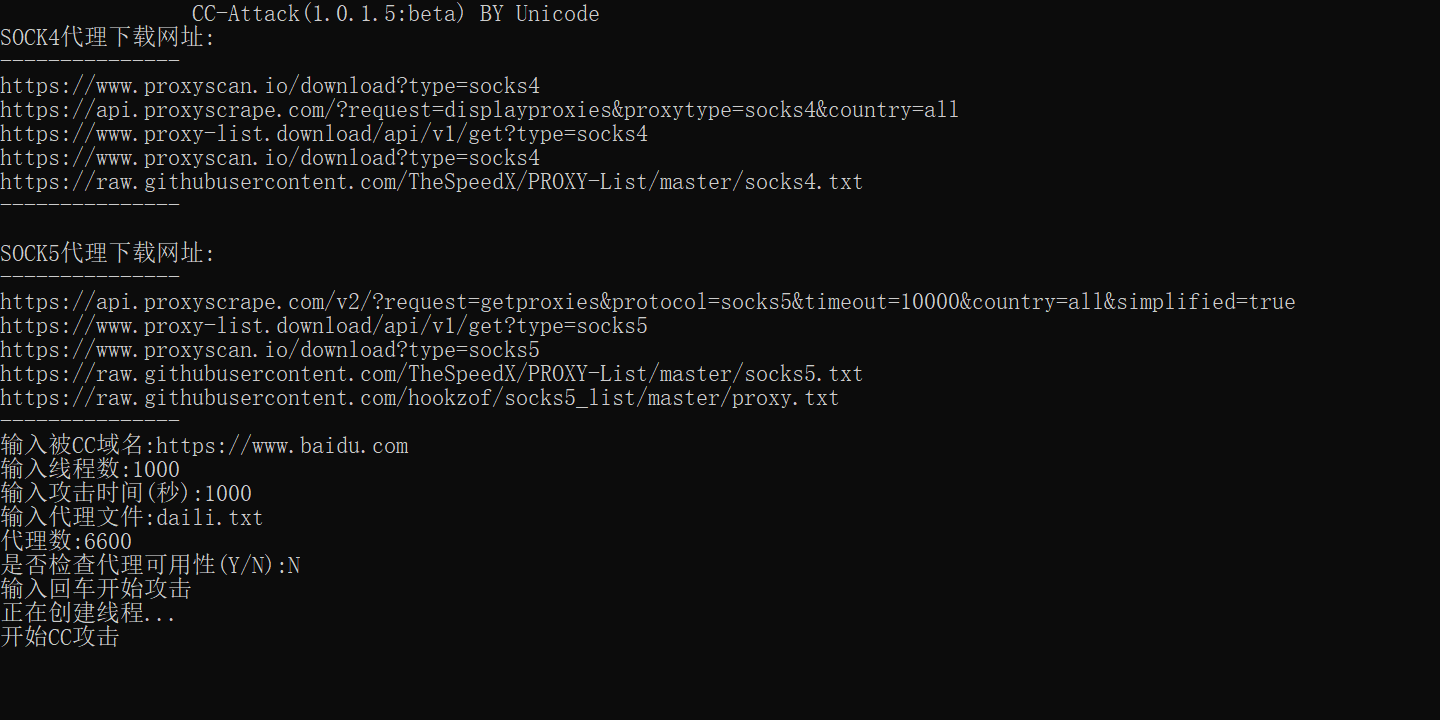 CC-Attack(1.0.1.5:beta) BY Unicode
SOCK4代理下载网址:
---------------
https://www.proxyscan.io/download?type=socks4
https://api.proxyscrape.com/?request=displayproxies&proxytype=socks4&country=all
https://www.proxy-list.download/api/v1/get?type=socks4
https://www.proxyscan.io/download?type=socks4
https://raw.githubusercontent.com/TheSpeedX/PROXY-List/master/socks4.txt
---------------
SOCK5代理下载网址:
---------------
https://api.proxyscrape.com/v2/?request=getproxies&protocol=socks5&timeout=10000&country=all&simplified=true
https://www.proxy-list.download/api/v1/get?type=socks5
https://www.proxyscan.io/download?type=socks5
https://raw.githubusercontent.com/TheSpeedX/PROXY-List/master/socks5.txt
https://raw.githubusercontent.com/hookzof/socks5_list/master/proxy.txt
---------------
输入被CC域名:https://www.baidu.com
输入线程数:1000
输入攻击时间(秒):1000
输入代理文件:daili.txt
代理数:6600
是否检查代理可用性(Y/N):N
输入回车开始攻击
正在创建线程...
开始CC攻击